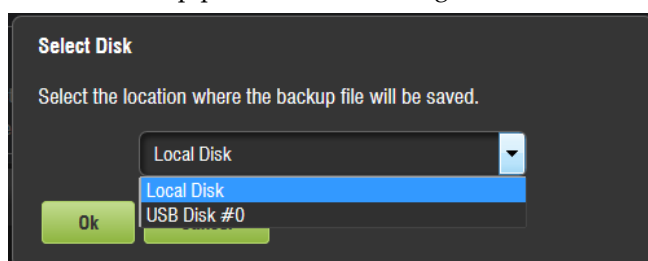 Select Disk
Select the location where the backup file will be saved.
Local Disk
Local Disk
USB Disk #0
Ok